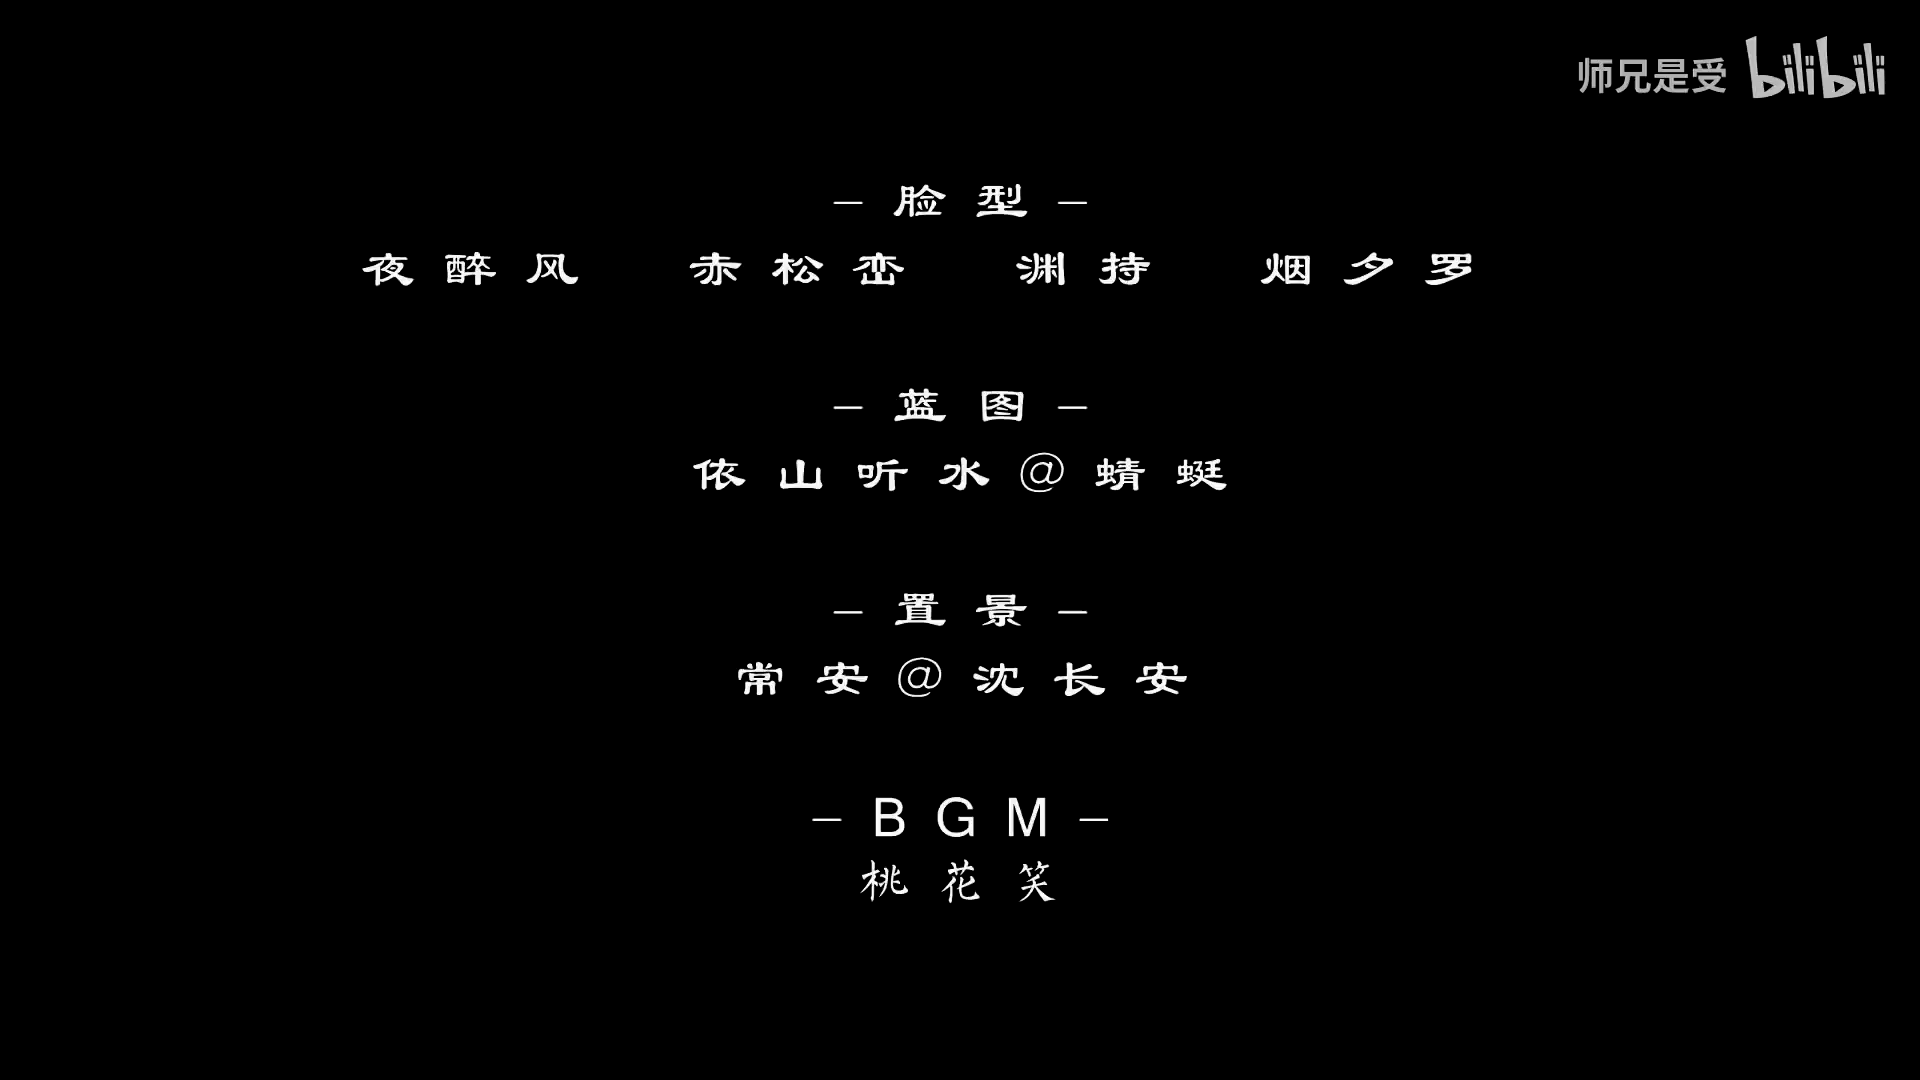 师兄是受 bilibili
– 脸型 –
夜醉风 赤松峦 渊持 烟夕罗
– 蓝图 –
依山听水@蜻蜓
– 置景 –
常安@沈长安
– BGM –
桃花笑